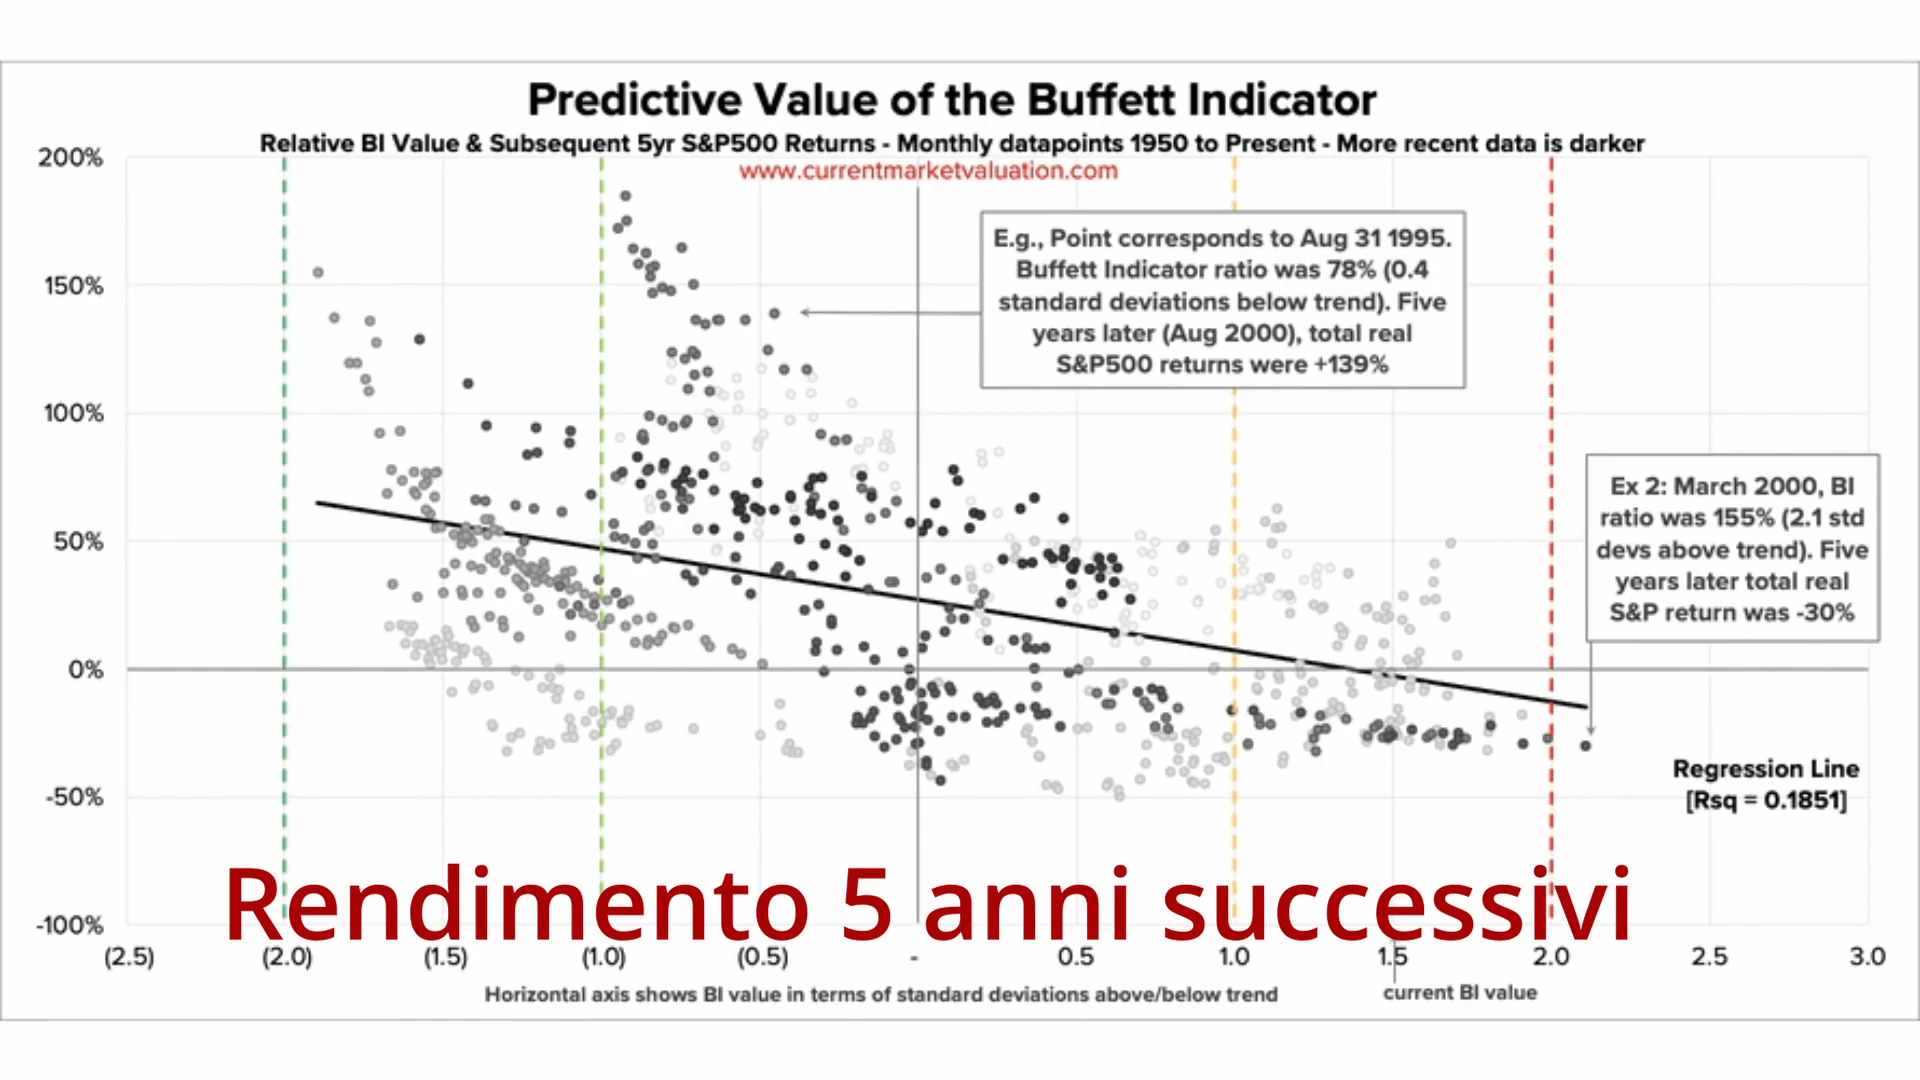 Predictive Value of the Buffett Indicator
Relative BI Value & Subsequent 5yr S&P500 Returns - Monthly datapoints 1950 to Present - More recent data is darker
www.currentmarketvaluation.com
200%
150%
100%
50%
0%
-50%
-100%
E.g., Point corresponds to Aug 31 1995.
Buffett Indicator ratio was 78% (0.4
standard deviations below trend). Five
years later (Aug 2000), total real
S&P500 returns were +139%
Ex 2: March 2000, BI
ratio was 155% (2.1 std
devs above trend). Five
years later total real
S&P return was -30%
Regression Line
[Rsq = 0.1851]
Rendimento 5 anni successivi
(2.5) (2.0) (1.5) (1.0) (0.5) - 0.5 1.0 1.5 2.0 2.5 3.0
Horizontal axis shows BI value in terms of standard deviations above/below trend
current BI value